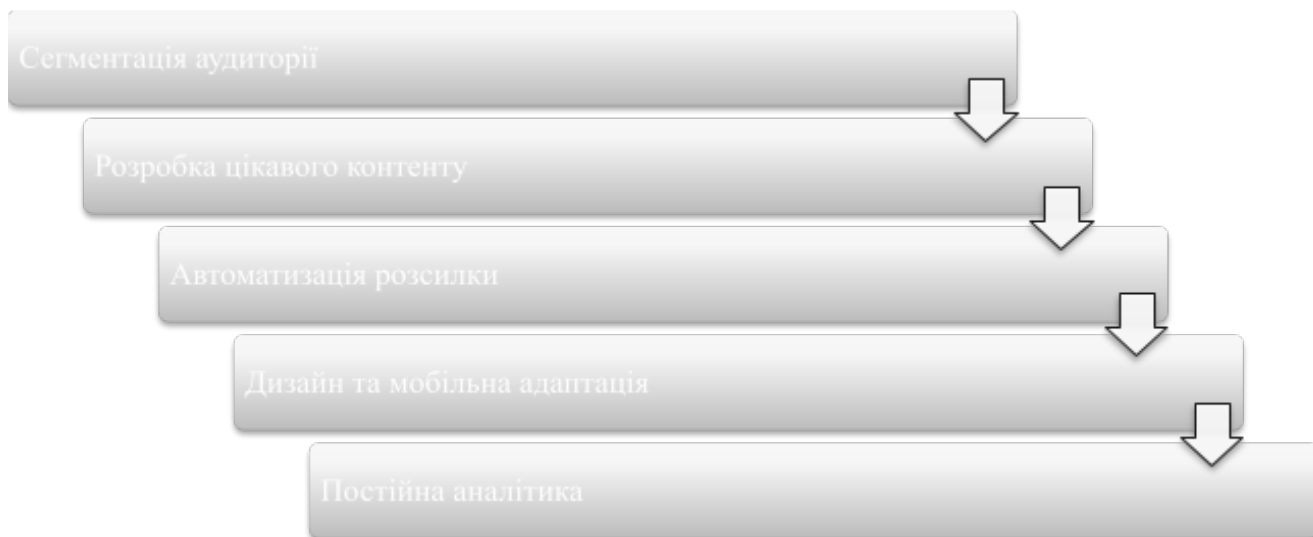 Сегментація аудиторії
Розробка цікавого контенту
Автоматизація розсилки
Дизайн та мобільна адаптація
Постійна аналітика